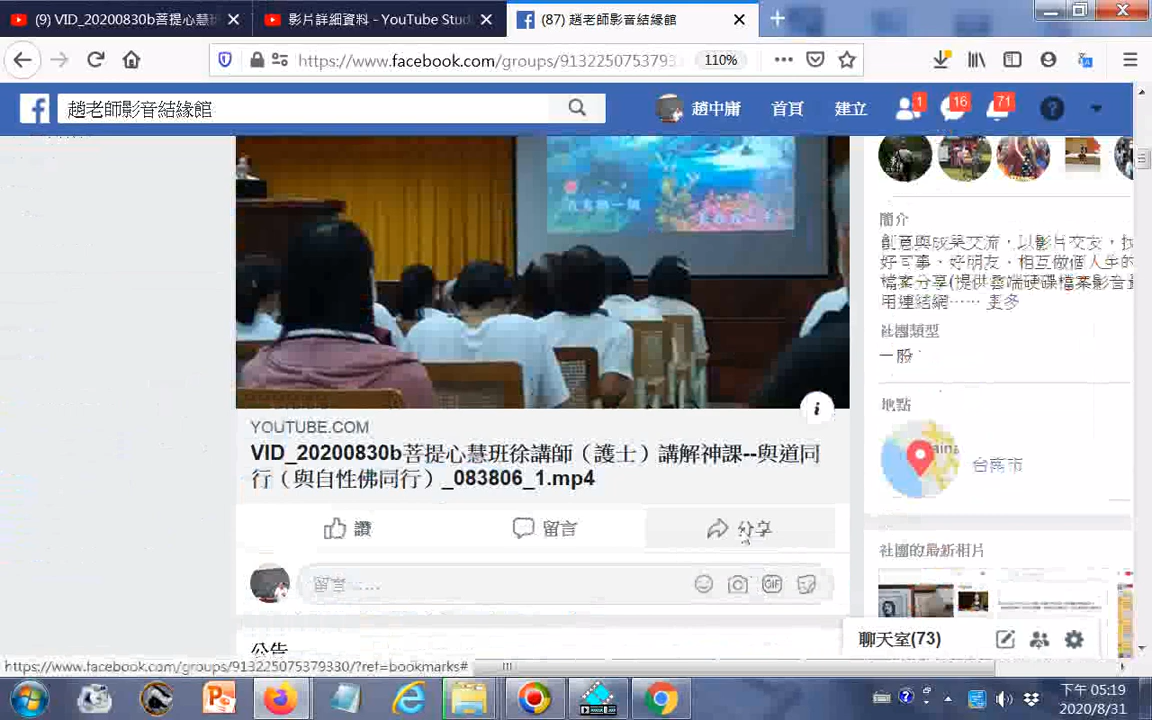 (9) VID_20200830b菩提心慧班
影片詳細資料 - YouTube Stud
(87) 趙老師影音結緣館
https://www.facebook.com/groups/9132250753793
110%
趙老師影音結緣館
趙中庸
首頁
建立
1
16
71
簡介
創意與成果交流，以影片交友，
好同事、好朋友、相互做個人生的
檔案分享(提供雲端硬碟檔案影音
用連結網…… 更多
社團類型
一般
地點
台南市
YOUTUBE.COM
VID_20200830b菩提心慧班徐講師（護士）講解神課--與道同
行（與自性佛同行）_083806_1.mp4
讚
留言
分享
留言……
GIF
社團的最新相片
公告
聊天室(73)
https://www.facebook.com/groups/913225075379330/?ref=bookmarks#
下午 05:19
2020/8/31